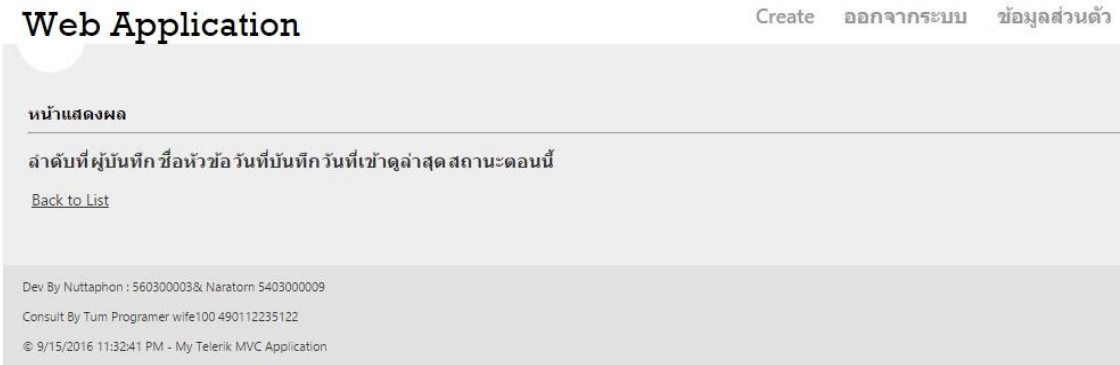 Web Application
Create ออกจากระบบ ข้อมูลส่วนตัว
หน้าแสดงผล
ลำดับที่ ผู้บันทึก ชื่อหัวข้อ วันที่บันทึก วันที่เข้าดูล่าสุด สถานะตอนนี้
Back to List
Dev By Nuttaphon : 560300003& Naratorn 5403000009
Consult By Tum Programer wife100 490112235122
© 9/15/2016 11:32:41 PM - My Telerik MVC Application